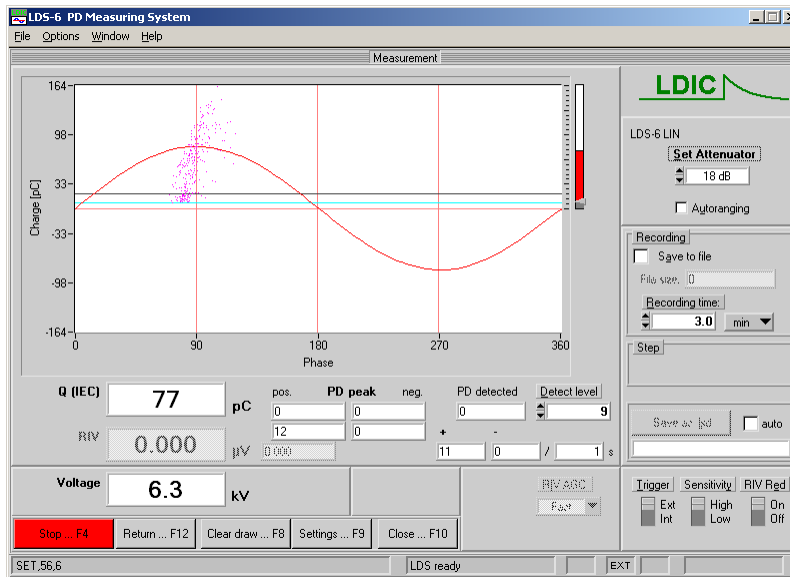 LDS-6 PD Measuring System
File Options Window Help
Measurement
164
98
33
-33
-98
-164
Charge [pC]
0 90 180 270 360
Phase
LDIC
LDS-6 LIN
Set Attenuator
18 dB
Autoranging
Recording
Save to file
File size: 0
Recording time:
3.0 min
Step
Save as lsd auto
Q (IEC) 77 pC
pos. PD peak neg.
0 0
12 0
PD detected
0
Detect level
9
+ -
11 0 / 1 s
RIV 0.000 µV 0.000
Voltage 6.3 kV
RIV AGC
Fast
Trigger Sensitivity RIV Red
Ext High On
Int Low Off
Stop ... F4 Return ... F12 Clear draw ... F8 Settings ... F9 Close ... F10
SET,56,6 LDS ready EXT